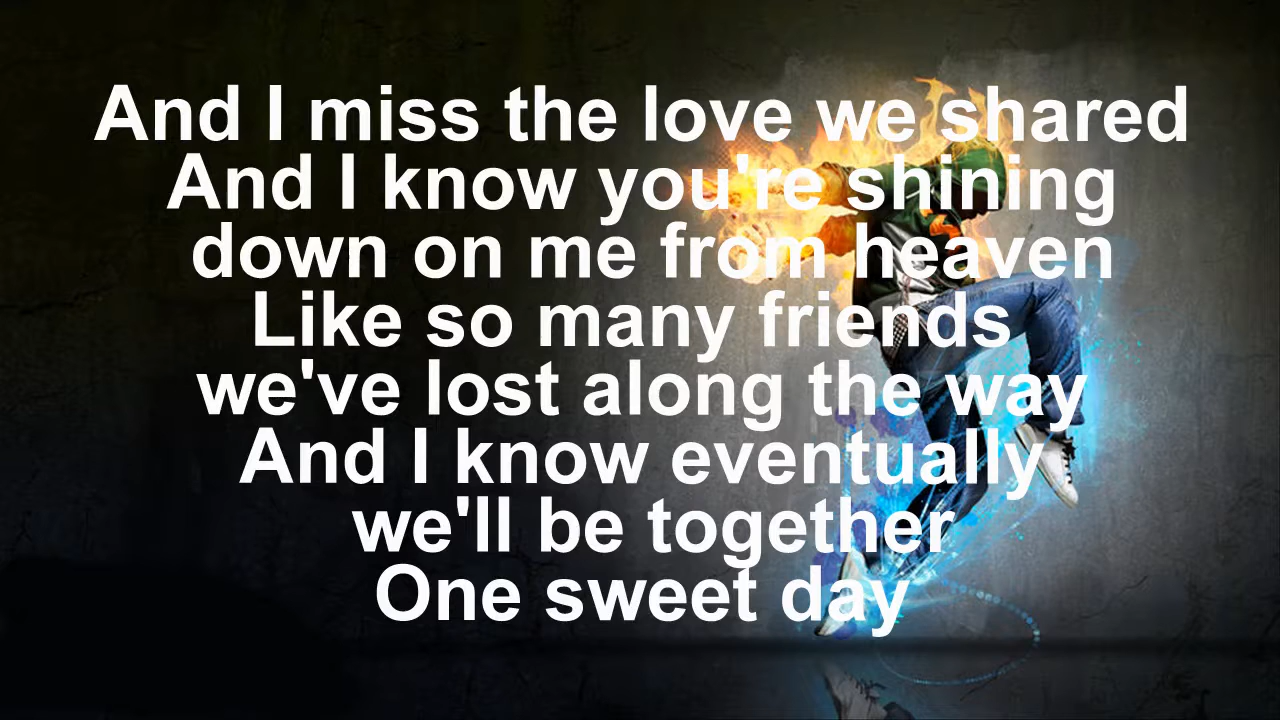 And I miss the love we shared
And I know you're shining
down on me from heaven
Like so many friends
we've lost along the way
And I know eventually
we'll be together
One sweet day